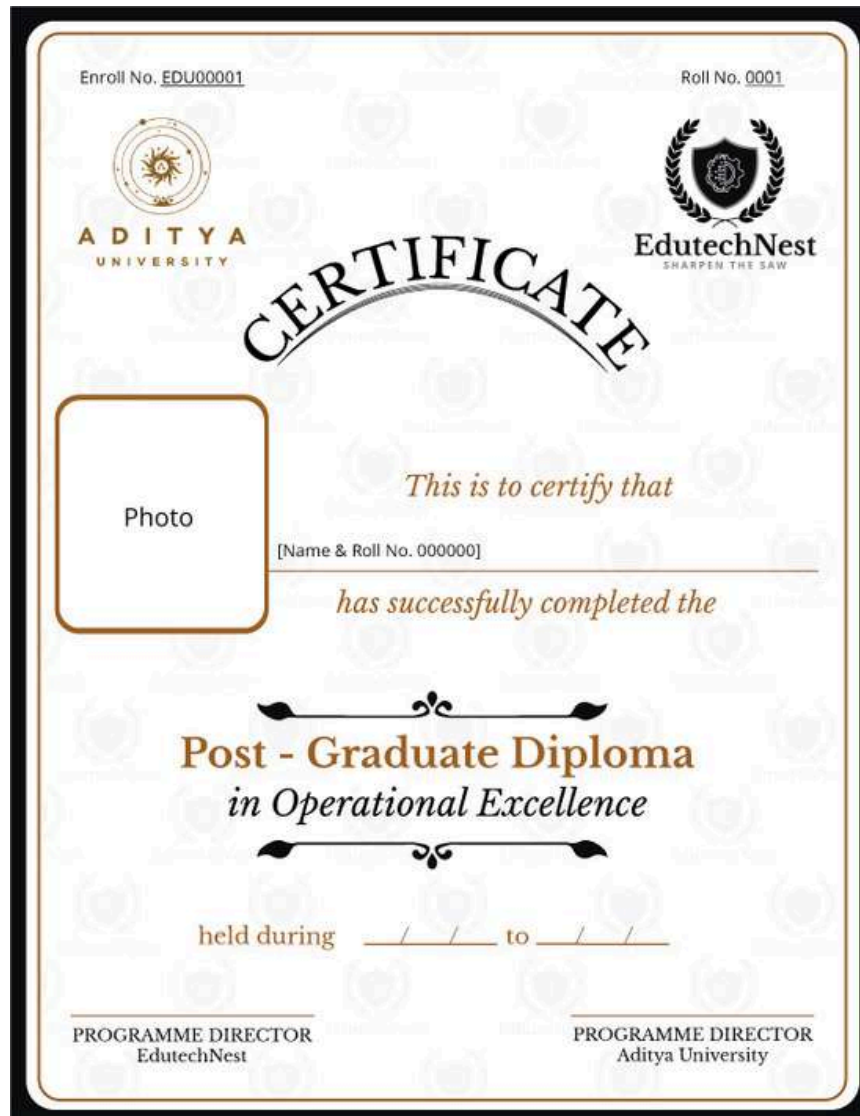 Enroll No. EDU00001
Roll No. 0001
ADITYA
UNIVERSITY
EdutechNest
SHARPEN THE SAW
CERTIFICATE
This is to certify that
Photo
[Name & Roll No. 000000]
has successfully completed the
Post - Graduate Diploma
in Operational Excellence
held during / / to / /
PROGRAMME DIRECTOR
EdutechNest
PROGRAMME DIRECTOR
Aditya University